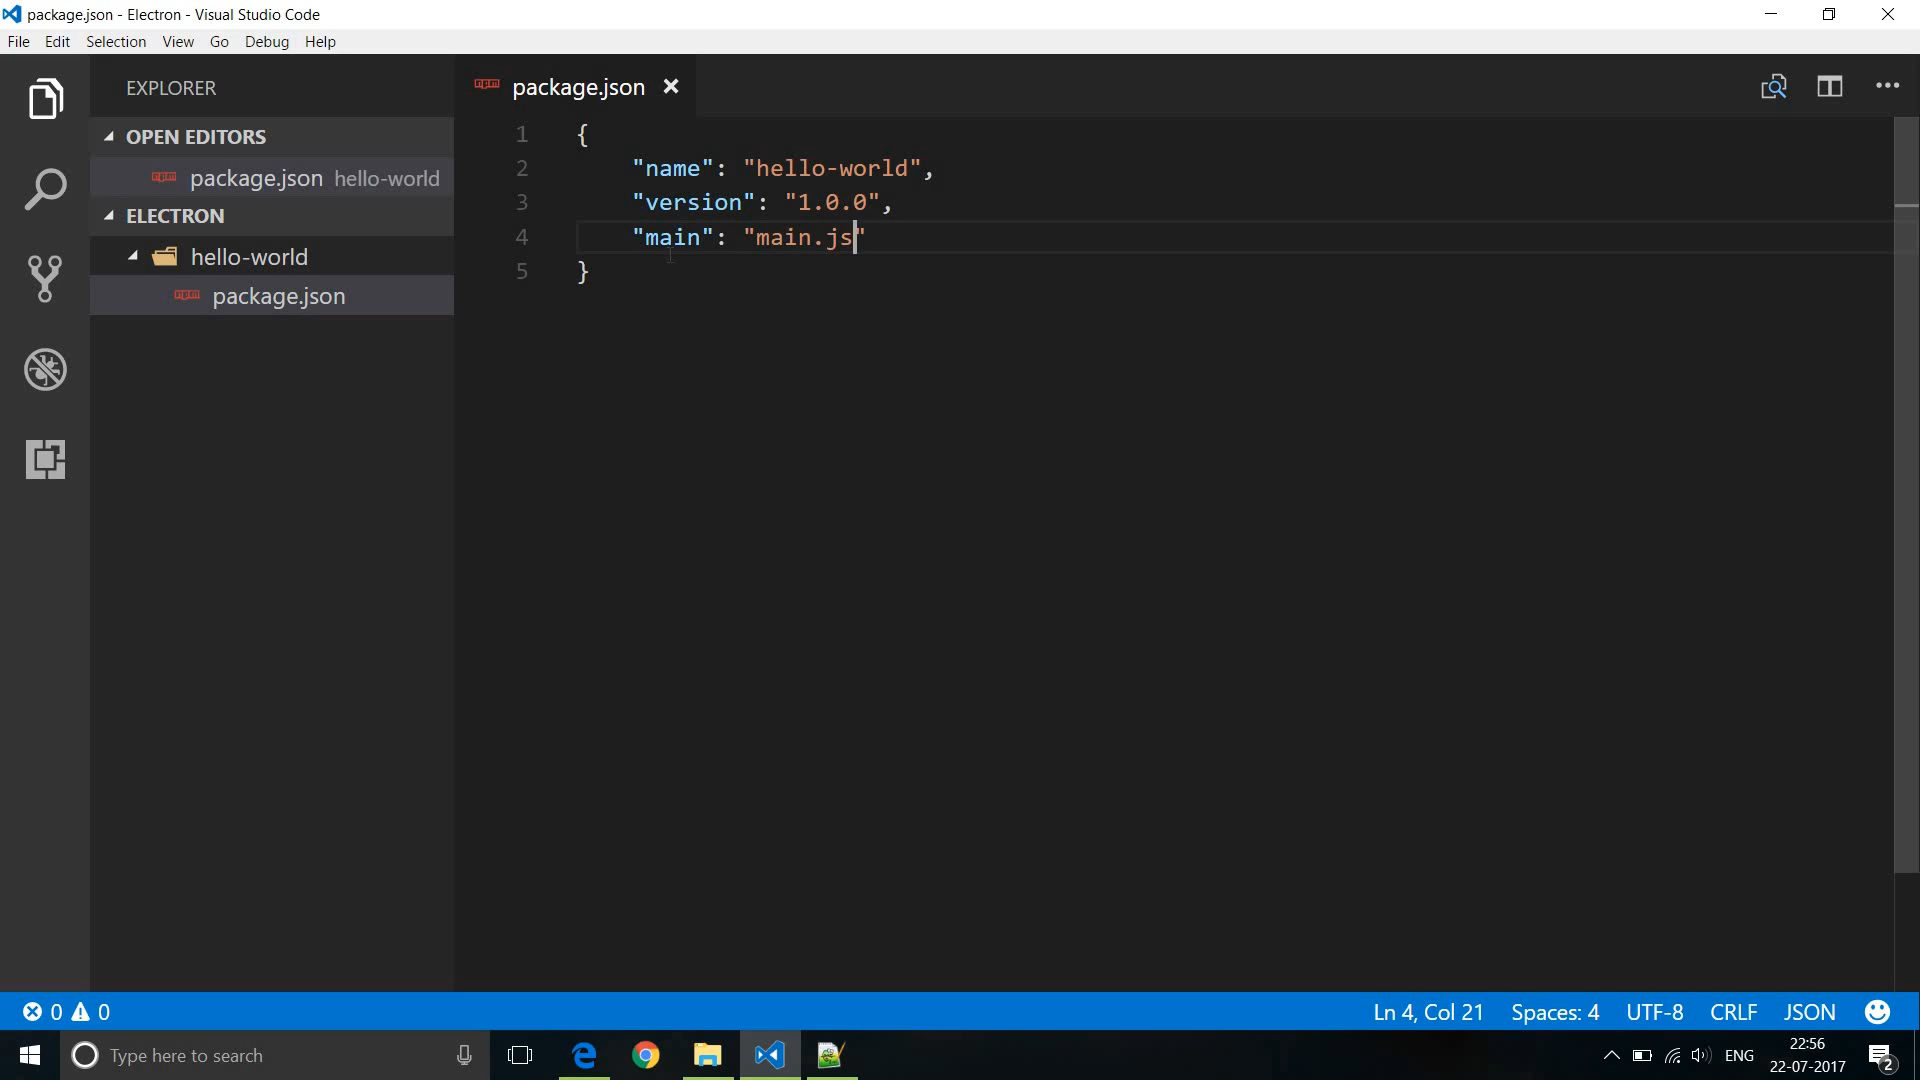 package.json - Electron - Visual Studio Code
File Edit Selection View Go Debug Help
EXPLORER
OPEN EDITORS
package.json hello-world
ELECTRON
hello-world
package.json
package.json
1 {
2 "name": "hello-world",
3 "version": "1.0.0",
4 "main": "main.js"
5 }
0 0
Ln 4, Col 21 Spaces: 4 UTF-8 CRLF JSON
Type here to search
ENG
22:56
22-07-2017
2